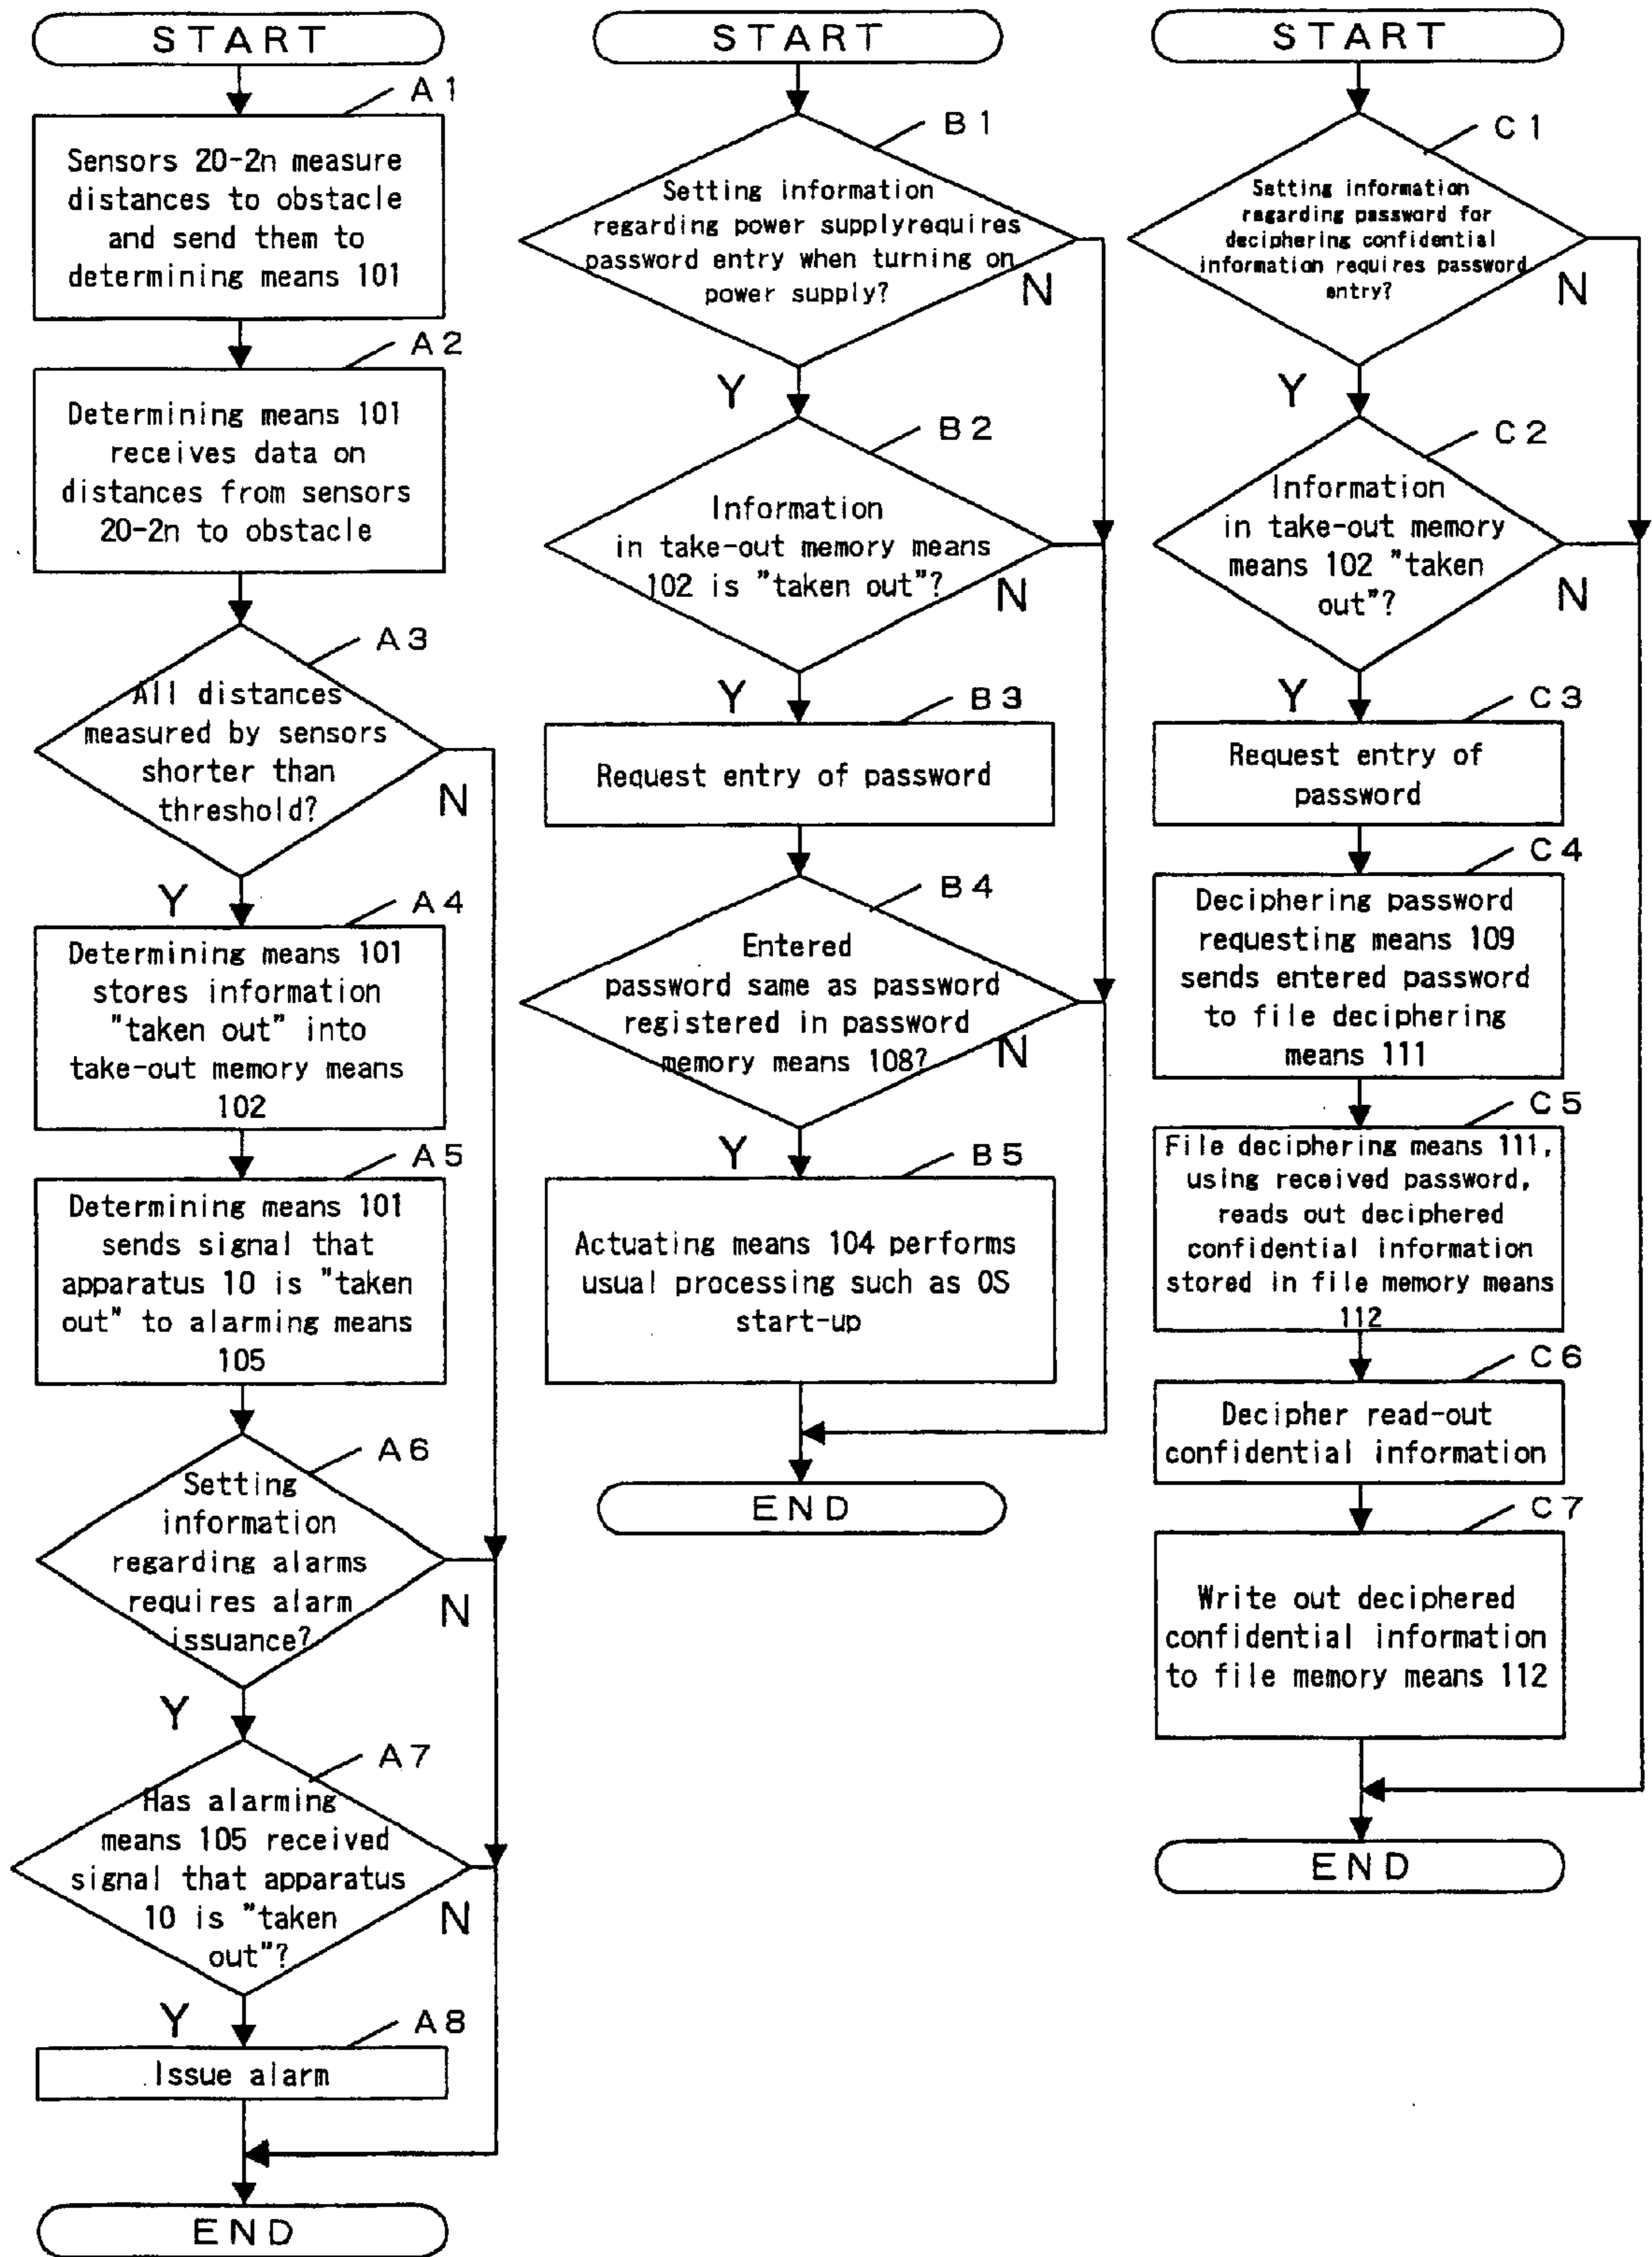 START
A1
Sensors 20-2n measure
distances to obstacle
and send them to
determining means 101
A2
Determining means 101
receives data on
distances from sensors
20-2n to obstacle
A3
All distances
measured by sensors
shorter than
threshold?
N
Y
A4
Determining means 101
stores information
"taken out" into
take-out memory means
102
A5
Determining means 101
sends signal that
apparatus 10 is "taken
out" to alarming means
105
A6
Setting
information
regarding alarms
requires alarm
issuance?
N
Y
A7
Has alarming
means 105 received
signal that apparatus
10 is "taken
out"?
N
Y
A8
Issue alarm
END
START
B1
Setting information
regarding power supplyrequires
password entry when turning on
power supply?
N
Y
B2
Information
in take-out memory means
102 is "taken out"?
N
Y
B3
Request entry of password
B4
Entered
password same as password
registered in password
memory means 108?
N
Y
B5
Actuating means 104 performs
usual processing such as OS
start-up
END
START
C1
Setting information
regarding password for
deciphering confidential
information requires password
entry?
N
Y
C2
Information
in take-out memory
means 102 "taken
out"?
N
Y
C3
Request entry of
password
C4
Deciphering password
requesting means 109
sends entered password
to file deciphering
means 111
C5
File deciphering means 111,
using received password,
reads out deciphered
confidential information
stored in file memory means
112
C6
Decipher read-out
confidential information
C7
Write out deciphered
confidential information
to file memory means 112
END